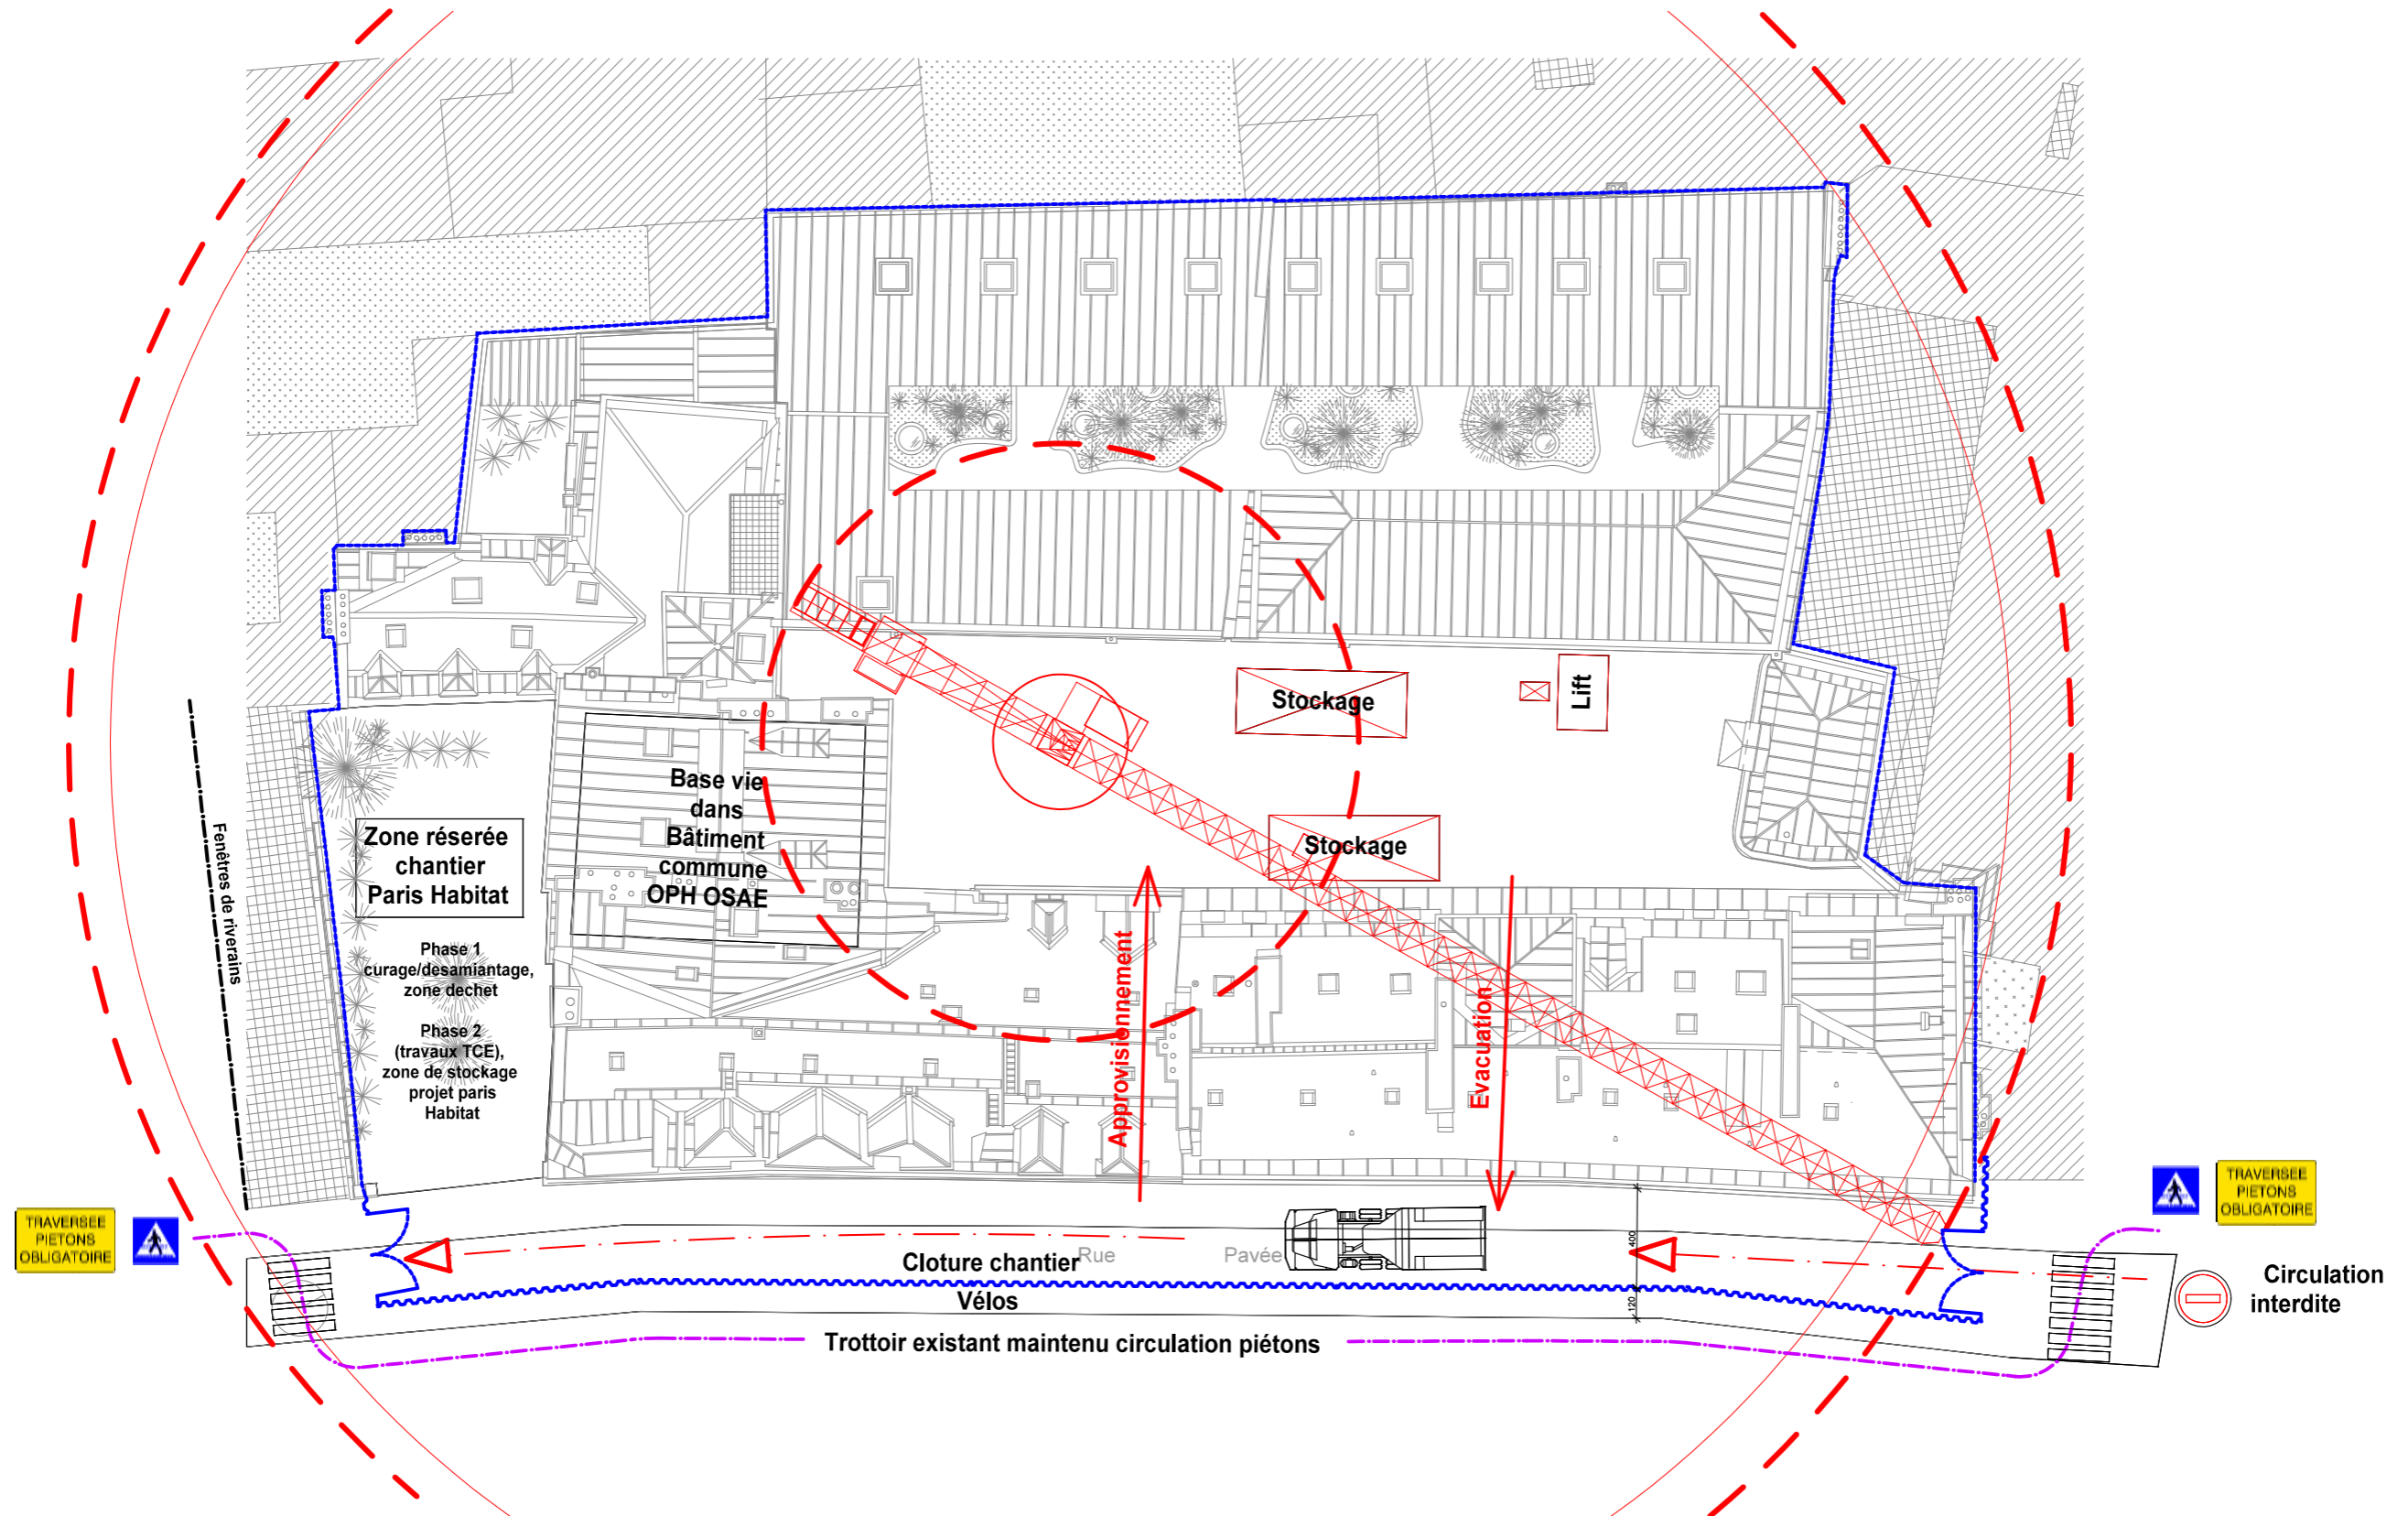 Stockage
Lift
Base vie
dans
Bâtiment
commune
OPH OSAE
Stockage
Zone réserée
chantier
Paris Habitat
Fenêtres de riverains
Phase 1
curage/desamiantage,
zone dechet
Phase 2
(travaux TCE),
zone de stockage
projet paris
Habitat
Approvisionnement
Evacuation
TRAVERSEE
PIETONS
OBLIGATOIRE
TRAVERSEE
PIETONS
OBLIGATOIRE
400
Rue Pavée
Cloture chantier
Vélos
120
Circulation
interdite
Trottoir existant maintenu circulation piétons